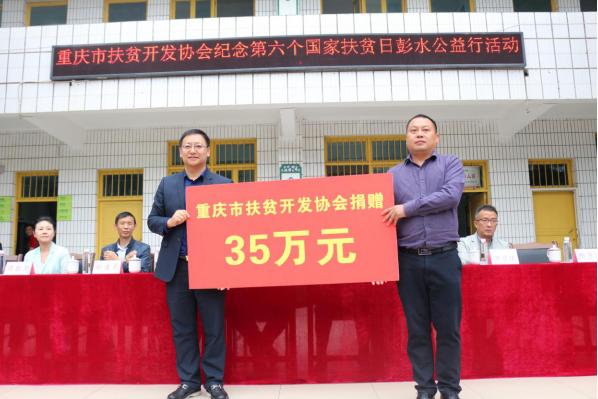 重庆市扶贫开发协会纪念第六个国家扶贫日彭水公益行活动
重庆市扶贫开发协会捐赠
35万元